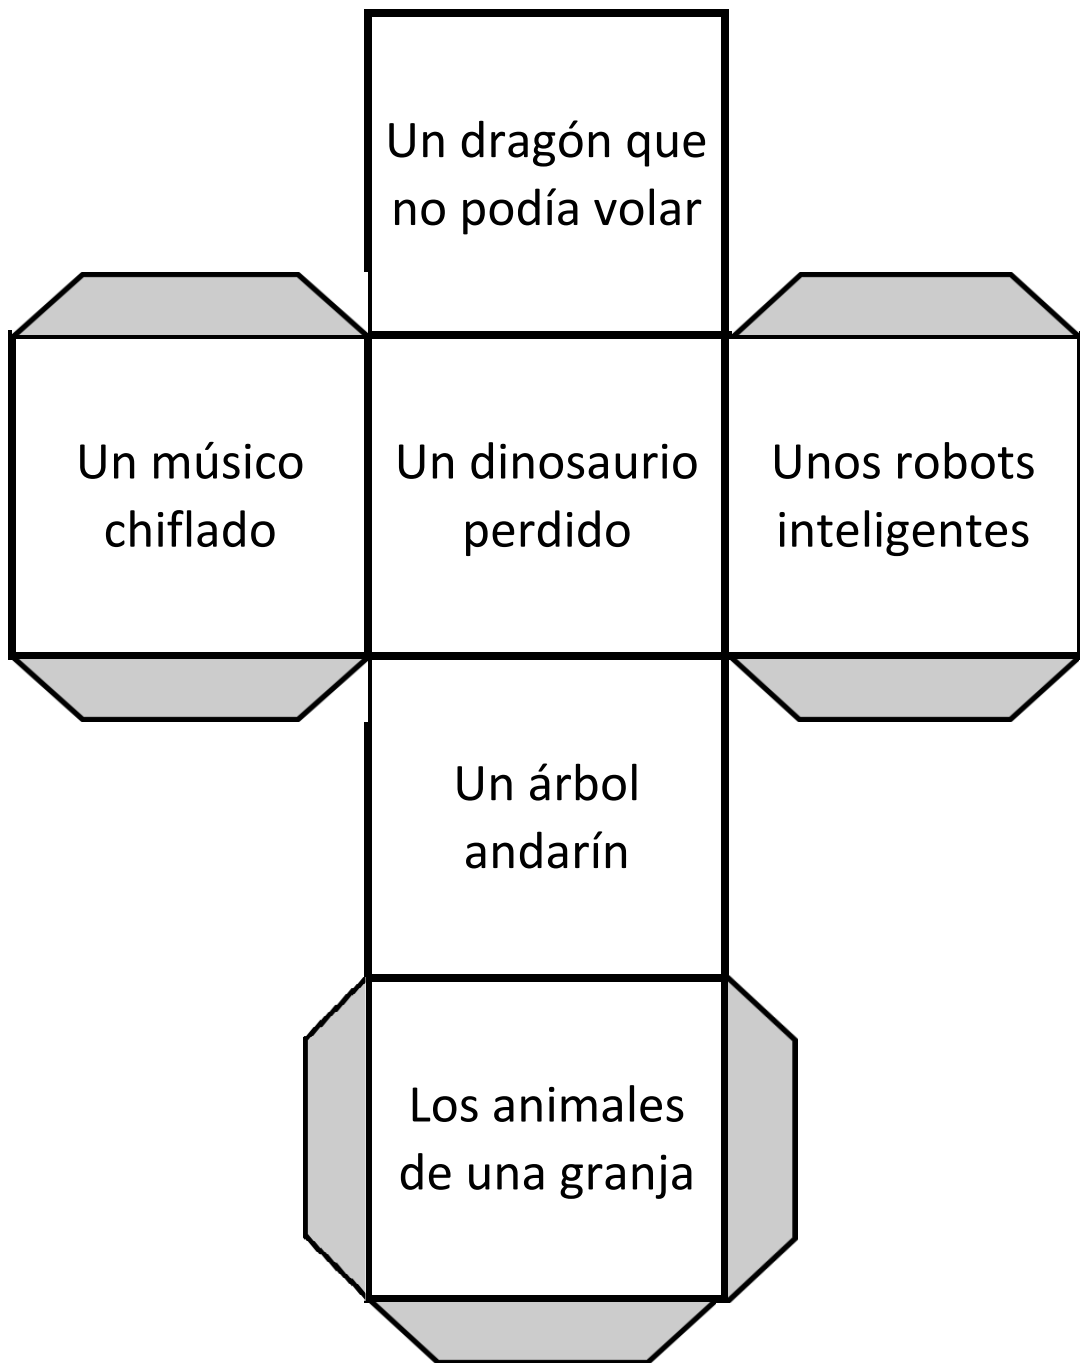 Un dragón que
no podía volar
Un músico
chiflado
Un dinosaurio
perdido
Unos robots
inteligentes
Un árbol
andarín
Los animales
de una granja